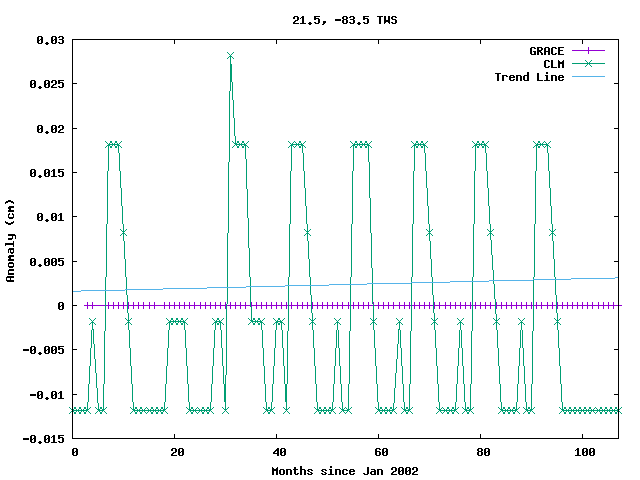 21.5, -83.5 TWS
GRACE
CLM
Trend Line
0.03
0.025
0.02
0.015
0.01
0.005
0
-0.005
-0.01
-0.015
Anomaly (cm)
0 20 40 60 80 100
Months since Jan 2002